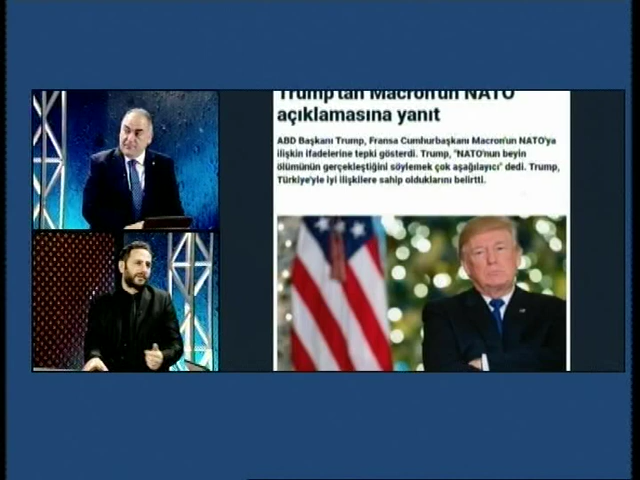 Trump'tan Macron'un NATO
açıklamasına yanıt
ABD Başkanı Trump, Fransa Cumhurbaşkanı Macron'un NATO'ya
ilişkin ifadelerine tepki gösterdi. Trump, "NATO'nun beyin
ölümünün gerçekleştiğini söylemek çok aşağılayıcı" dedi. Trump,
Türkiye'yle iyi ilişkilere sahip olduklarını belirtti.